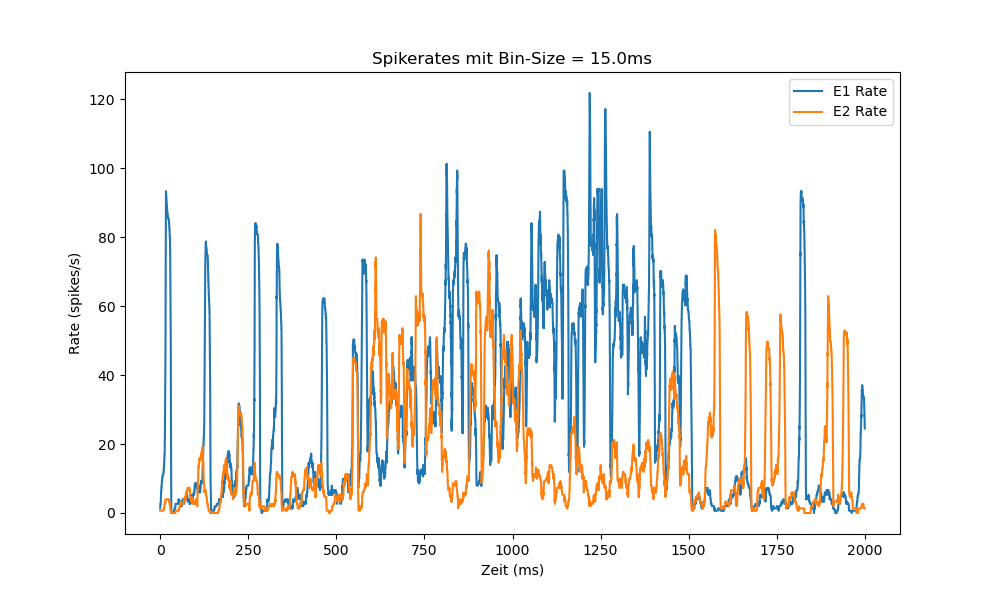 Spikerates mit Bin-Size = 15.0ms
E1 Rate
E2 Rate
120
100
80
60
40
20
0
Rate (spikes/s)
0 250 500 750 1000 1250 1500 1750 2000
Zeit (ms)